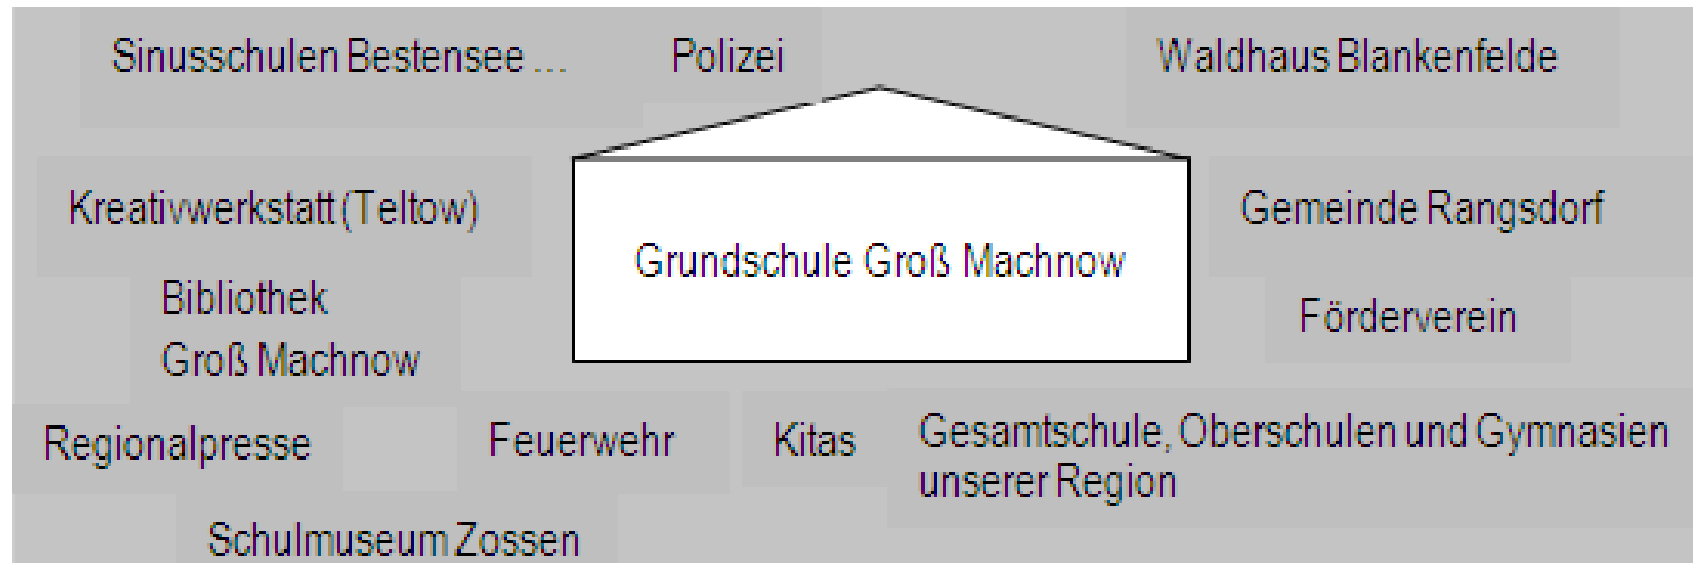 Sinusschulen Bestensee ...
Polizei
Waldhaus Blankenfelde
Kreativwerkstatt (Teltow)
Gemeinde Rangsdorf
Grundschule Groß Machnow
Bibliothek
Groß Machnow
Förderverein
Regionalpresse
Feuerwehr
Kitas
Gesamtschule, Oberschulen und Gymnasien
unserer Region
Schulmuseum Zossen